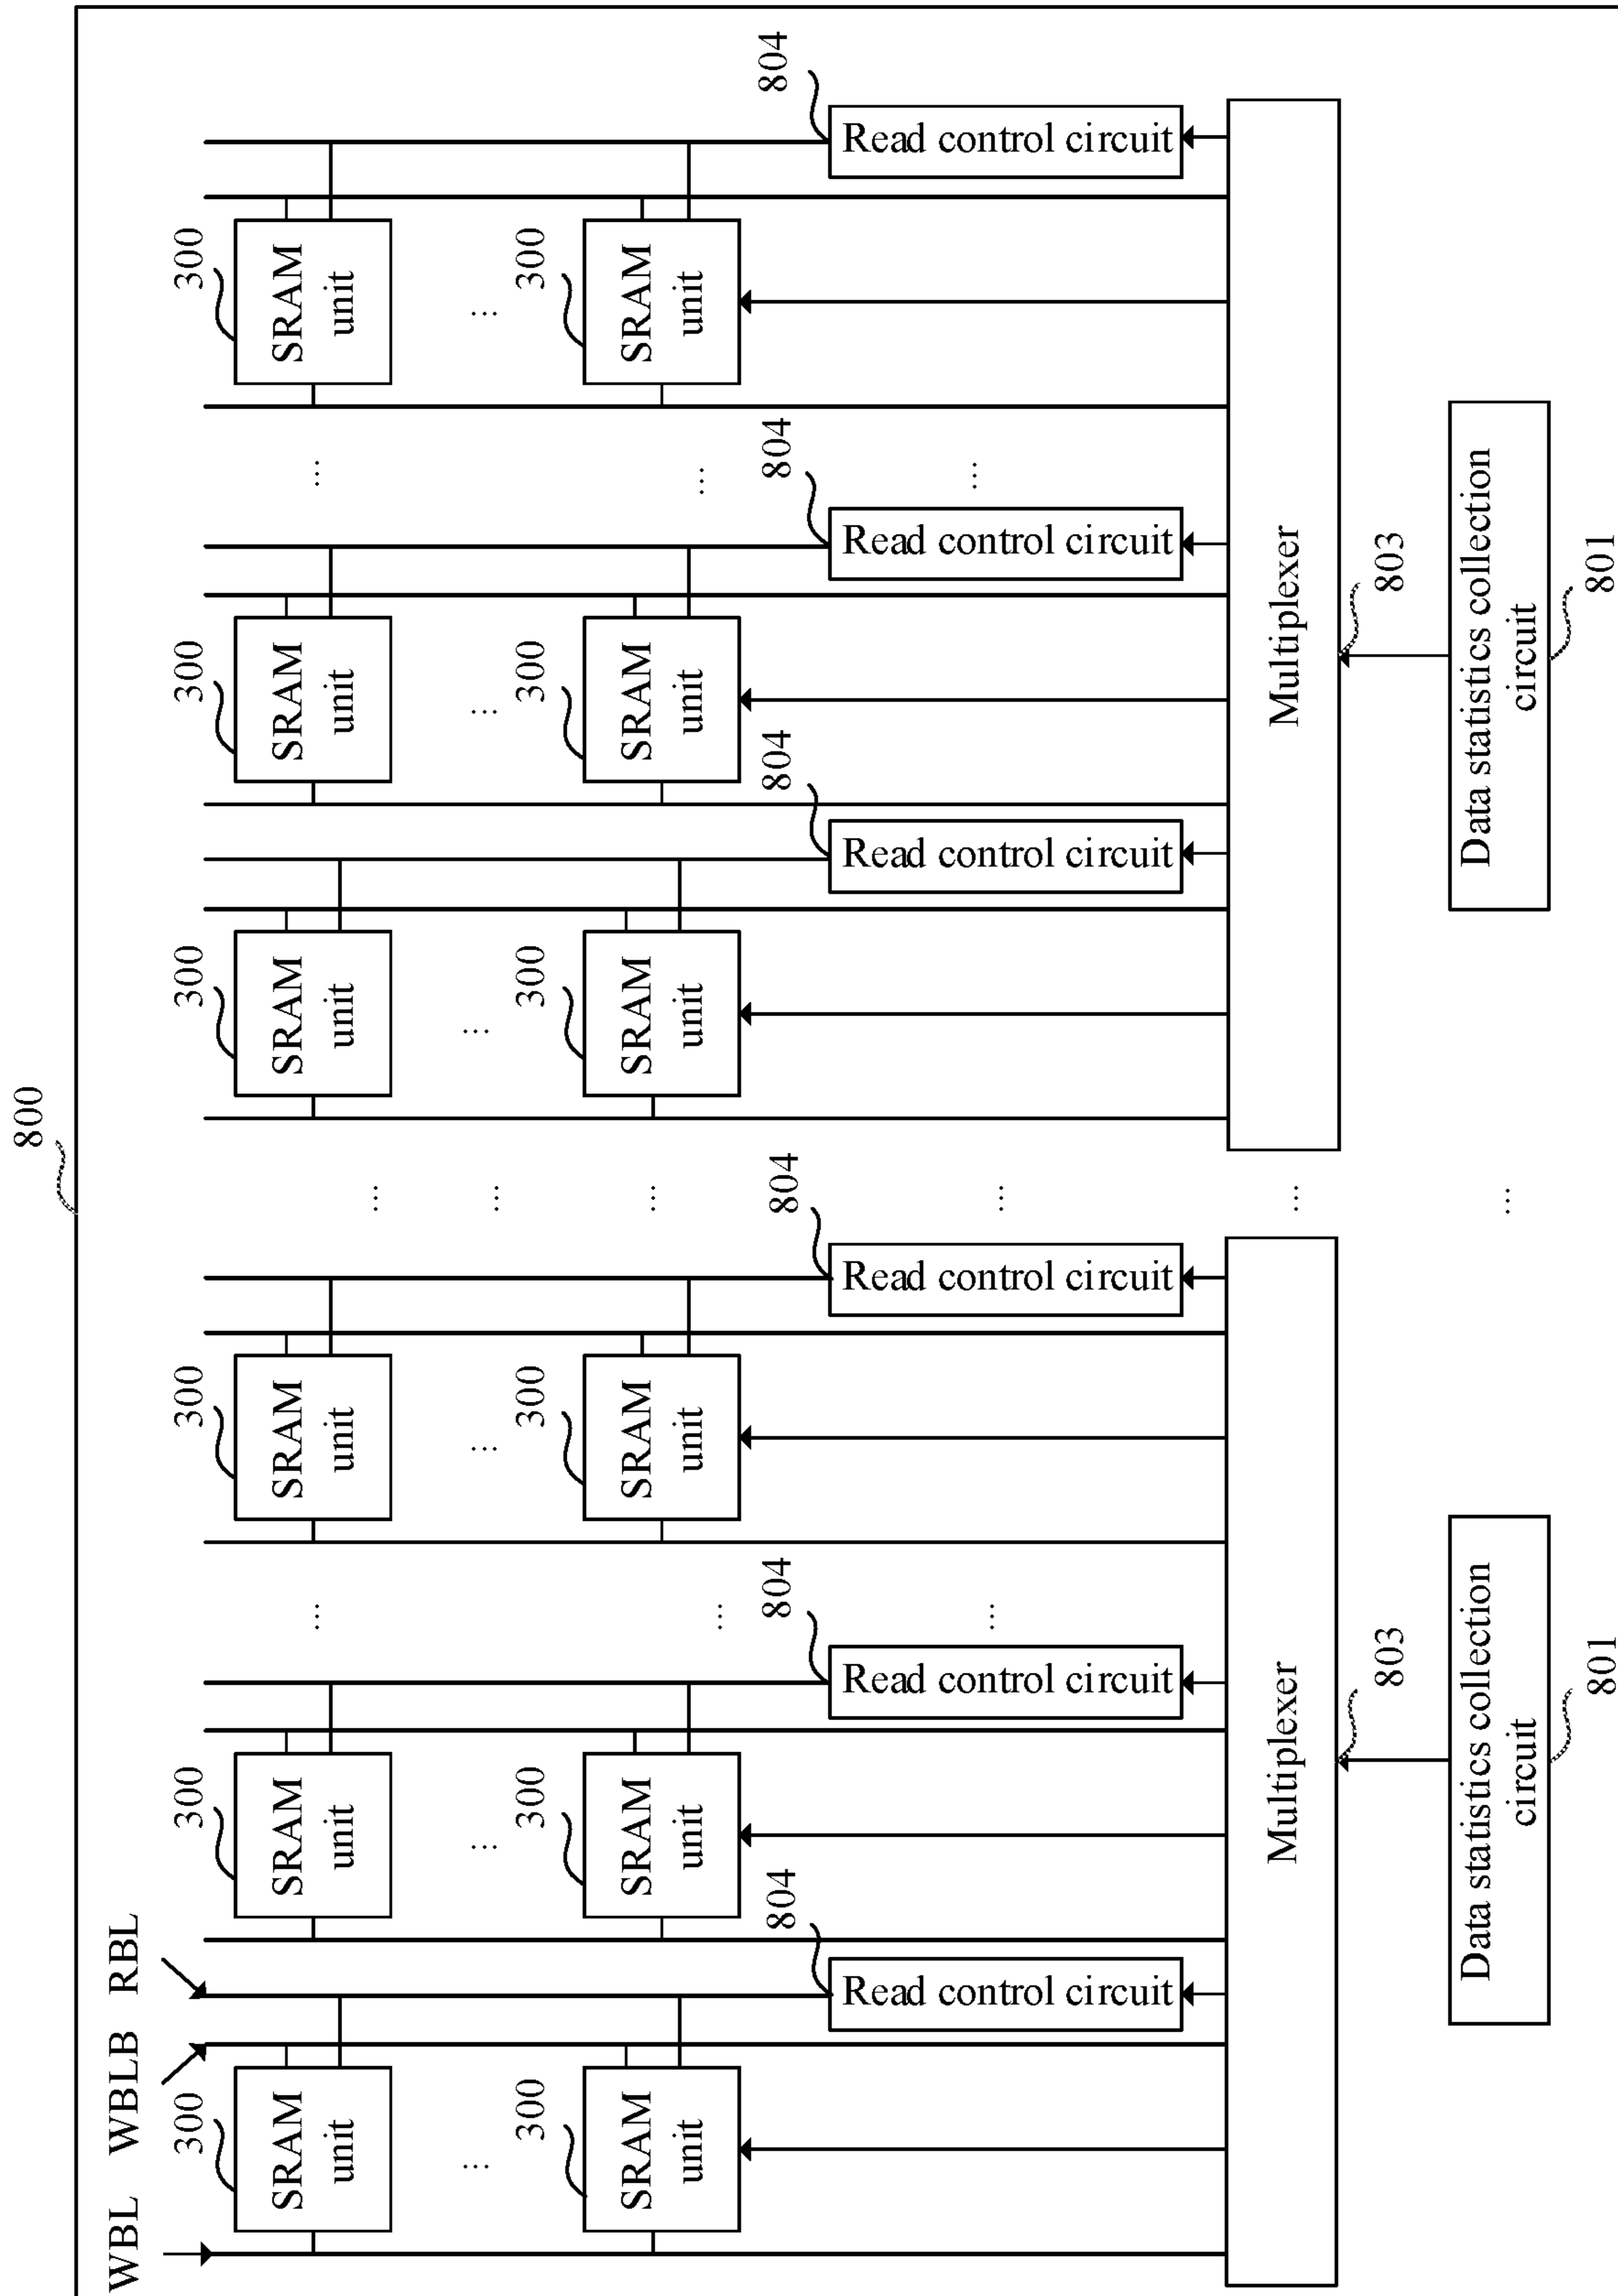 800
WBL WBLB RBL
300 300 300 300 300 300
SRAM SRAM ... SRAM SRAM SRAM ... SRAM
unit unit unit ... unit unit unit
... ... ... ... ... ... ...
300 300 300 300 300 300
SRAM SRAM SRAM ... SRAM SRAM SRAM
unit unit ... unit unit unit ... unit
804 804 804 804 804 804
Read control circuit
Read control circuit
...
Read control circuit
...
Read control circuit
Read control circuit
...
Read control circuit
Multiplexer ... Multiplexer
803 803
Data statistics collection
circuit
...
Data statistics collection
circuit
801 801